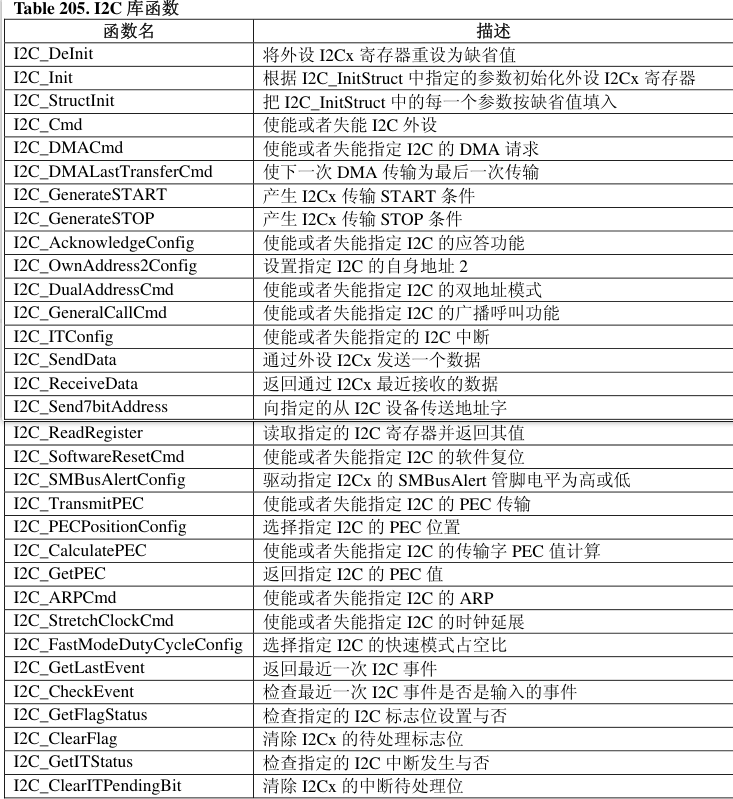 Table 205. I2C 库函数
函数名 描述
I2C_DeInit 将外设 I2Cx 寄存器重设为缺省值
I2C_Init 根据 I2C_InitStruct 中指定的参数初始化外设 I2Cx 寄存器
I2C_StructInit 把 I2C_InitStruct 中的每一个参数按缺省值填入
I2C_Cmd 使能或者失能 I2C 外设
I2C_DMACmd 使能或者失能指定 I2C 的 DMA 请求
I2C_DMALastTransferCmd 使下一次 DMA 传输为最后一次传输
I2C_GenerateSTART 产生 I2Cx 传输 START 条件
I2C_GenerateSTOP 产生 I2Cx 传输 STOP 条件
I2C_AcknowledgeConfig 使能或者失能指定 I2C 的应答功能
I2C_OwnAddress2Config 设置指定 I2C 的自身地址 2
I2C_DualAddressCmd 使能或者失能指定 I2C 的双地址模式
I2C_GeneralCallCmd 使能或者失能指定 I2C 的广播呼叫功能
I2C_ITConfig 使能或者失能指定的 I2C 中断
I2C_SendData 通过外设 I2Cx 发送一个数据
I2C_ReceiveData 返回通过 I2Cx 最近接收的数据
I2C_Send7bitAddress 向指定的从 I2C 设备传送地址字
I2C_ReadRegister 读取指定的 I2C 寄存器并返回其值
I2C_SoftwareResetCmd 使能或者失能指定 I2C 的软件复位
I2C_SMBusAlertConfig 驱动指定 I2Cx 的 SMBusAlert 管脚电平为高或低
I2C_TransmitPEC 使能或者失能指定 I2C 的 PEC 传输
I2C_PECPositionConfig 选择指定 I2C 的 PEC 位置
I2C_CalculatePEC 使能或者失能指定 I2C 的传输字 PEC 值计算
I2C_GetPEC 返回指定 I2C 的 PEC 值
I2C_ARPCmd 使能或者失能指定 I2C 的 ARP
I2C_StretchClockCmd 使能或者失能指定 I2C 的时钟延展
I2C_FastModeDutyCycleConfig 选择指定 I2C 的快速模式占空比
I2C_GetLastEvent 返回最近一次 I2C 事件
I2C_CheckEvent 检查最近一次 I2C 事件是否是输入的事件
I2C_GetFlagStatus 检查指定的 I2C 标志位设置与否
I2C_ClearFlag 清除 I2Cx 的待处理标志位
I2C_GetITStatus 检查指定的 I2C 中断发生与否
I2C_ClearITPendingBit 清除 I2Cx 的中断待处理位